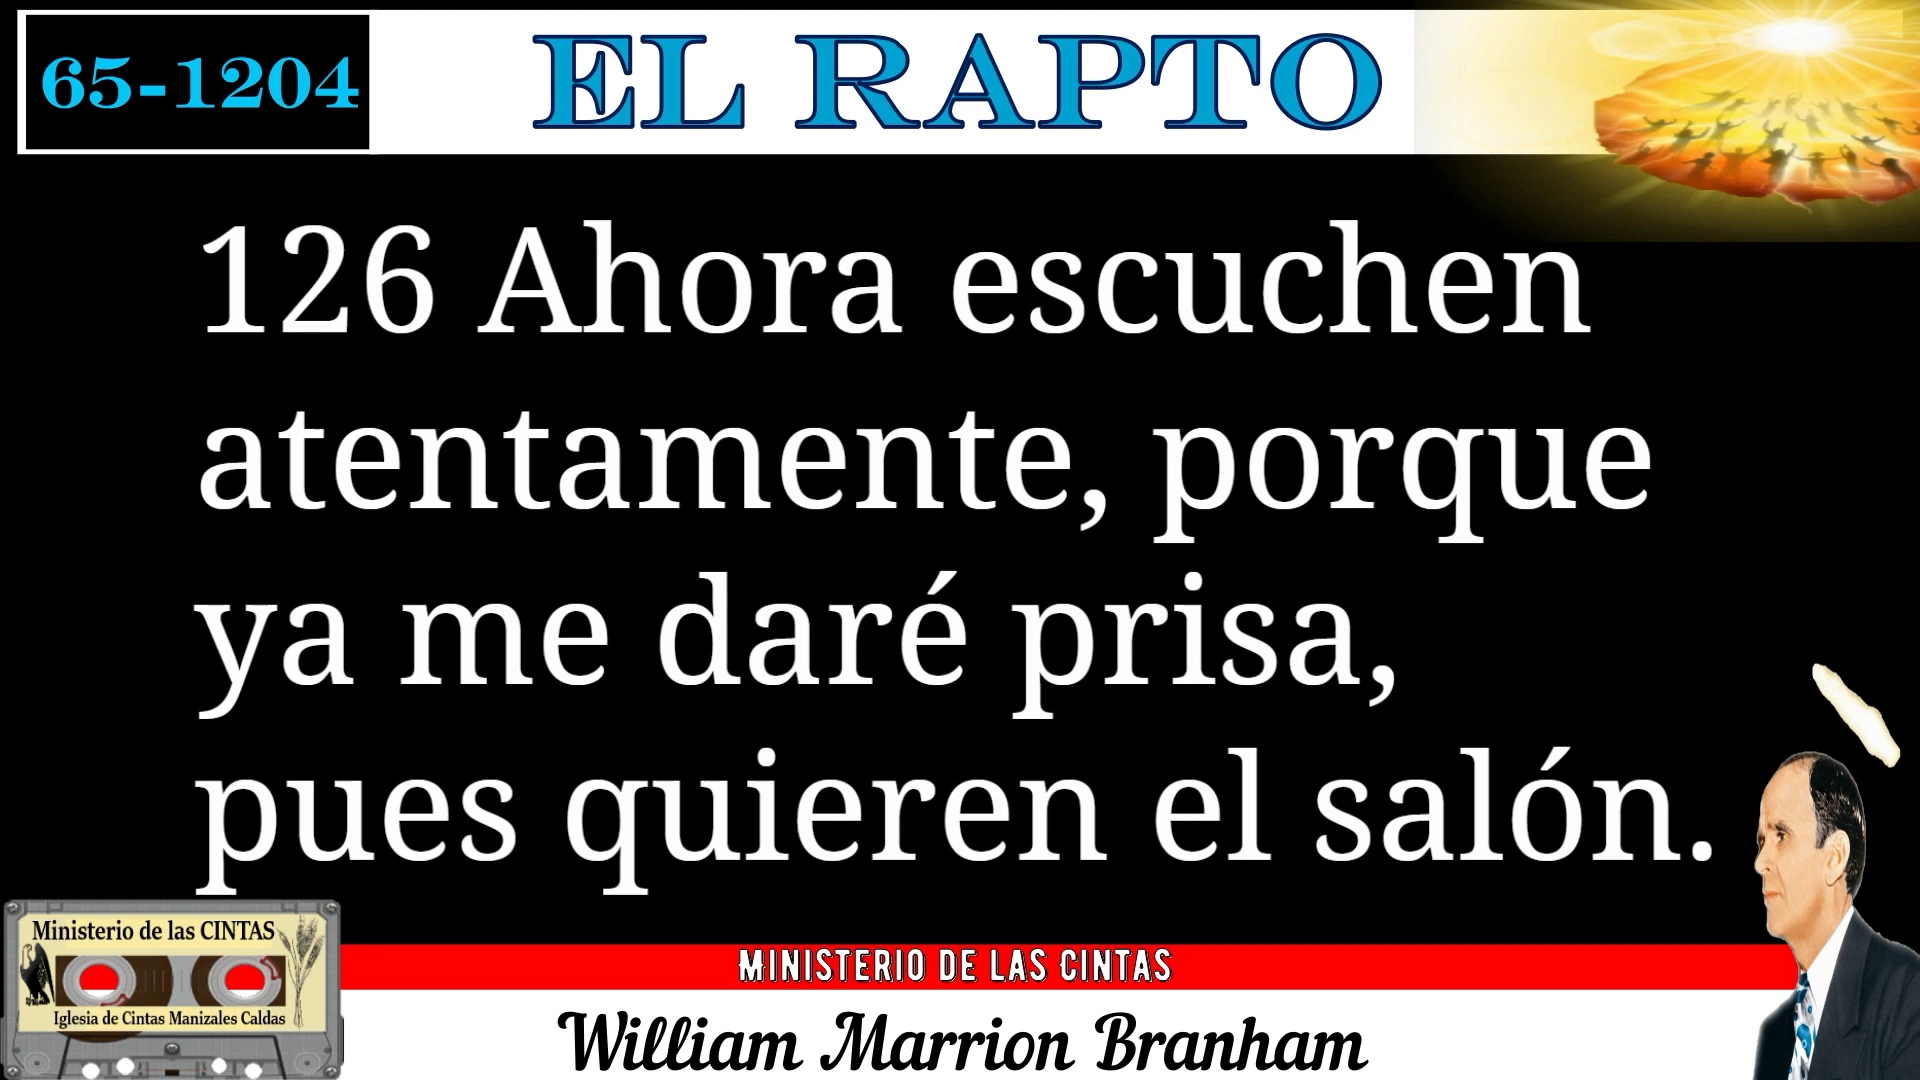 65-1204
EL RAPTO
126 Ahora escuchen
atentamente, porque
ya me daré prisa,
pues quieren el salón.
Ministerio de las CINTAS
Iglesia de Cintas Manizales Caldas
MINISTERIO DE LAS CINTAS
William Marrion Branham